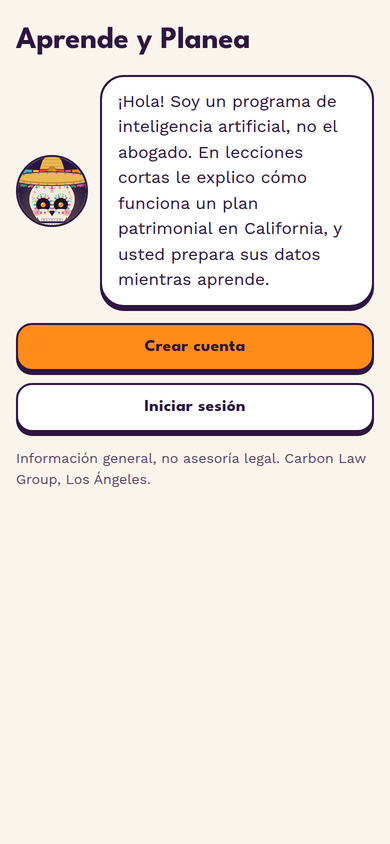 Aprende y Planea
¡Hola! Soy un programa de
inteligencia artificial, no el
abogado. En lecciones
cortas le explico cómo
funciona un plan
patrimonial en California, y
usted prepara sus datos
mientras aprende.
Crear cuenta
Iniciar sesión
Información general, no asesoría legal. Carbon Law
Group, Los Ángeles.